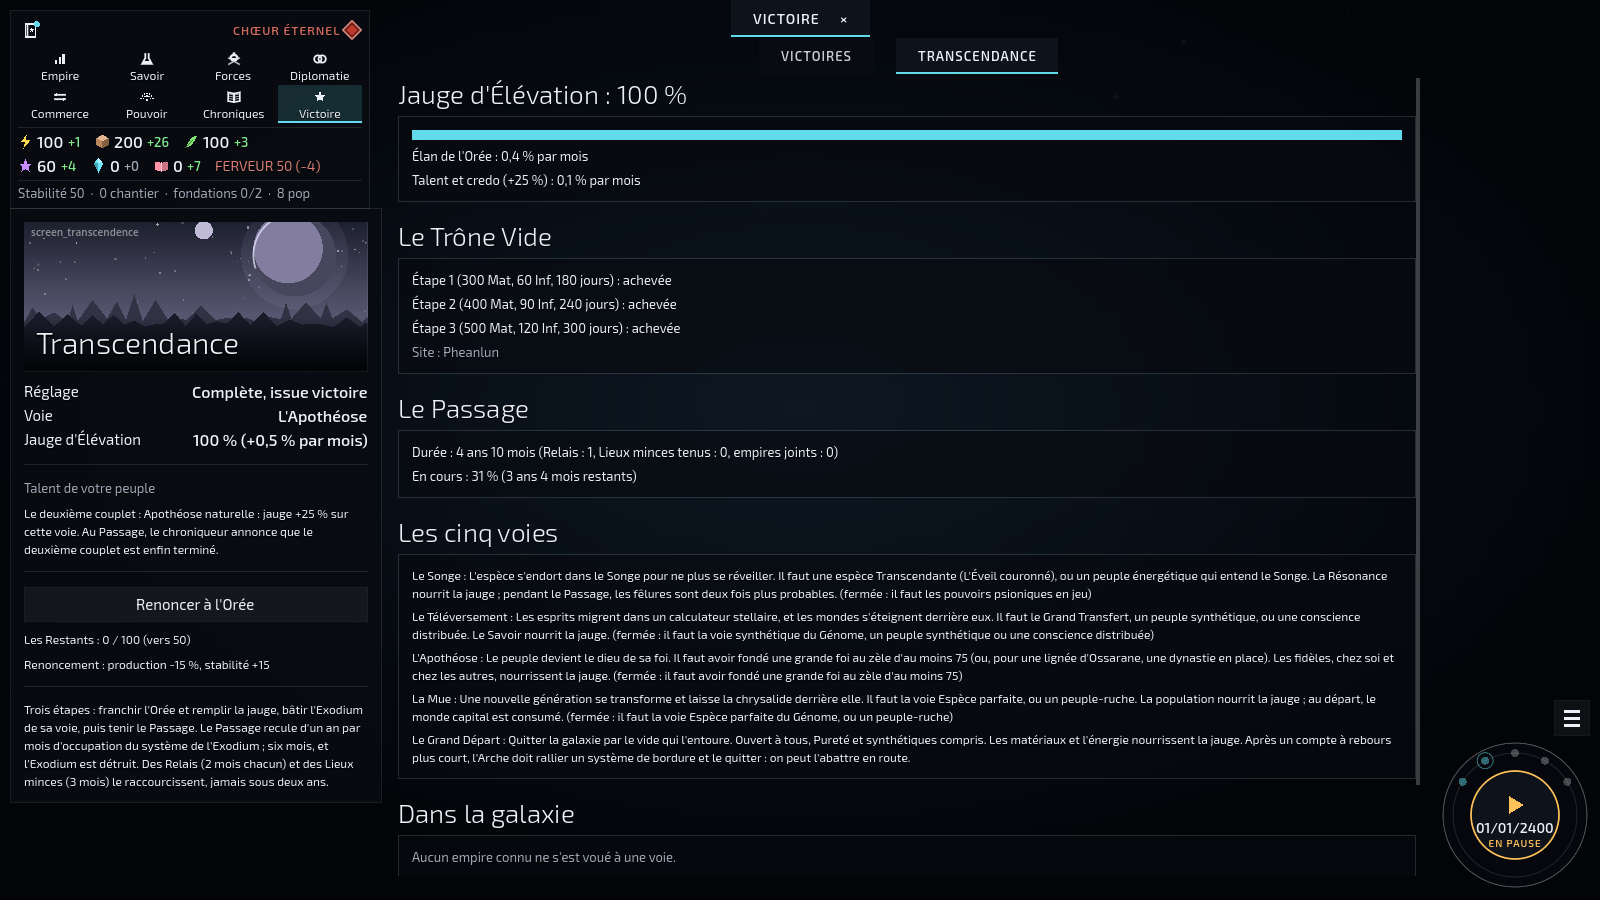 CHŒUR ÉTERNEL
Empire
Savoir
Forces
Diplomatie
Commerce
Pouvoir
Chroniques
Victoire
100 +1
200 +26
100 +3
60 +4
0 +0
0 +7
FERVEUR 50 (-4)
Stabilité 50 · 0 chantier · fondations 0/2 · 8 pop
screen_transcendence
Transcendance
Réglage
Complète, issue victoire
Voie
L'Apothéose
Jauge d'Élévation
100 % (+0,5 % par mois)
Talent de votre peuple
Le deuxième couplet : Apothéose naturelle : jauge +25 % sur
cette voie. Au Passage, le chroniqueur annonce que le
deuxième couplet est enfin terminé.
Renoncer à l'Orée
Les Restants : 0 / 100 (vers 50)
Renoncement : production -15 %, stabilité +15
Trois étapes : franchir l'Orée et remplir la jauge, bâtir l'Exodium
de sa voie, puis tenir le Passage. Le Passage recule d'un an par
mois d'occupation du système de l'Exodium ; six mois, et
l'Exodium est détruit. Des Relais (2 mois chacun) et des Lieux
minces (3 mois) le raccourcissent, jamais sous deux ans.
VICTOIRE ×
VICTOIRES
TRANSCENDANCE
Jauge d'Élévation : 100 %
Élan de l'Orée : 0,4 % par mois
Talent et credo (+25 %) : 0,1 % par mois
Le Trône Vide
Étape 1 (300 Mat, 60 Inf, 180 jours) : achevée
Étape 2 (400 Mat, 90 Inf, 240 jours) : achevée
Étape 3 (500 Mat, 120 Inf, 300 jours) : achevée
Site : Pheanlun
Le Passage
Durée : 4 ans 10 mois (Relais : 1, Lieux minces tenus : 0, empires joints : 0)
En cours : 31 % (3 ans 4 mois restants)
Les cinq voies
Le Songe : L'espèce s'endort dans le Songe pour ne plus se réveiller. Il faut une espèce Transcendante (L'Éveil couronné), ou un peuple énergétique qui entend le Songe. La Résonance
nourrit la jauge ; pendant le Passage, les fêlures sont deux fois plus probables. (fermée : il faut les pouvoirs psioniques en jeu)
Le Téléversement : Les esprits migrent dans un calculateur stellaire, et les mondes s'éteignent derrière eux. Il faut le Grand Transfert, un peuple synthétique, ou une conscience
distribuée. Le Savoir nourrit la jauge. (fermée : il faut la voie synthétique du Génome, un peuple synthétique ou une conscience distribuée)
L'Apothéose : Le peuple devient le dieu de sa foi. Il faut avoir fondé une grande foi au zèle d'au moins 75 (ou, pour une lignée d'Ossarane, une dynastie en place). Les fidèles, chez soi et
chez les autres, nourrissent la jauge. (fermée : il faut avoir fondé une grande foi au zèle d'au moins 75)
La Mue : Une nouvelle génération se transforme et laisse la chrysalide derrière elle. Il faut la voie Espèce parfaite, ou un peuple-ruche. La population nourrit la jauge ; au départ, le
monde capital est consumé. (fermée : il faut la voie Espèce parfaite du Génome, ou un peuple-ruche)
Le Grand Départ : Quitter la galaxie par le vide qui l'entoure. Ouvert à tous, Pureté et synthétiques compris. Les matériaux et l'énergie nourrissent la jauge. Après un compte à rebours
plus court, l'Arche doit rallier un système de bordure et le quitter : on peut l'abattre en route.
Dans la galaxie
Aucun empire connu ne s'est voué à une voie.
01/01/2400
EN PAUSE